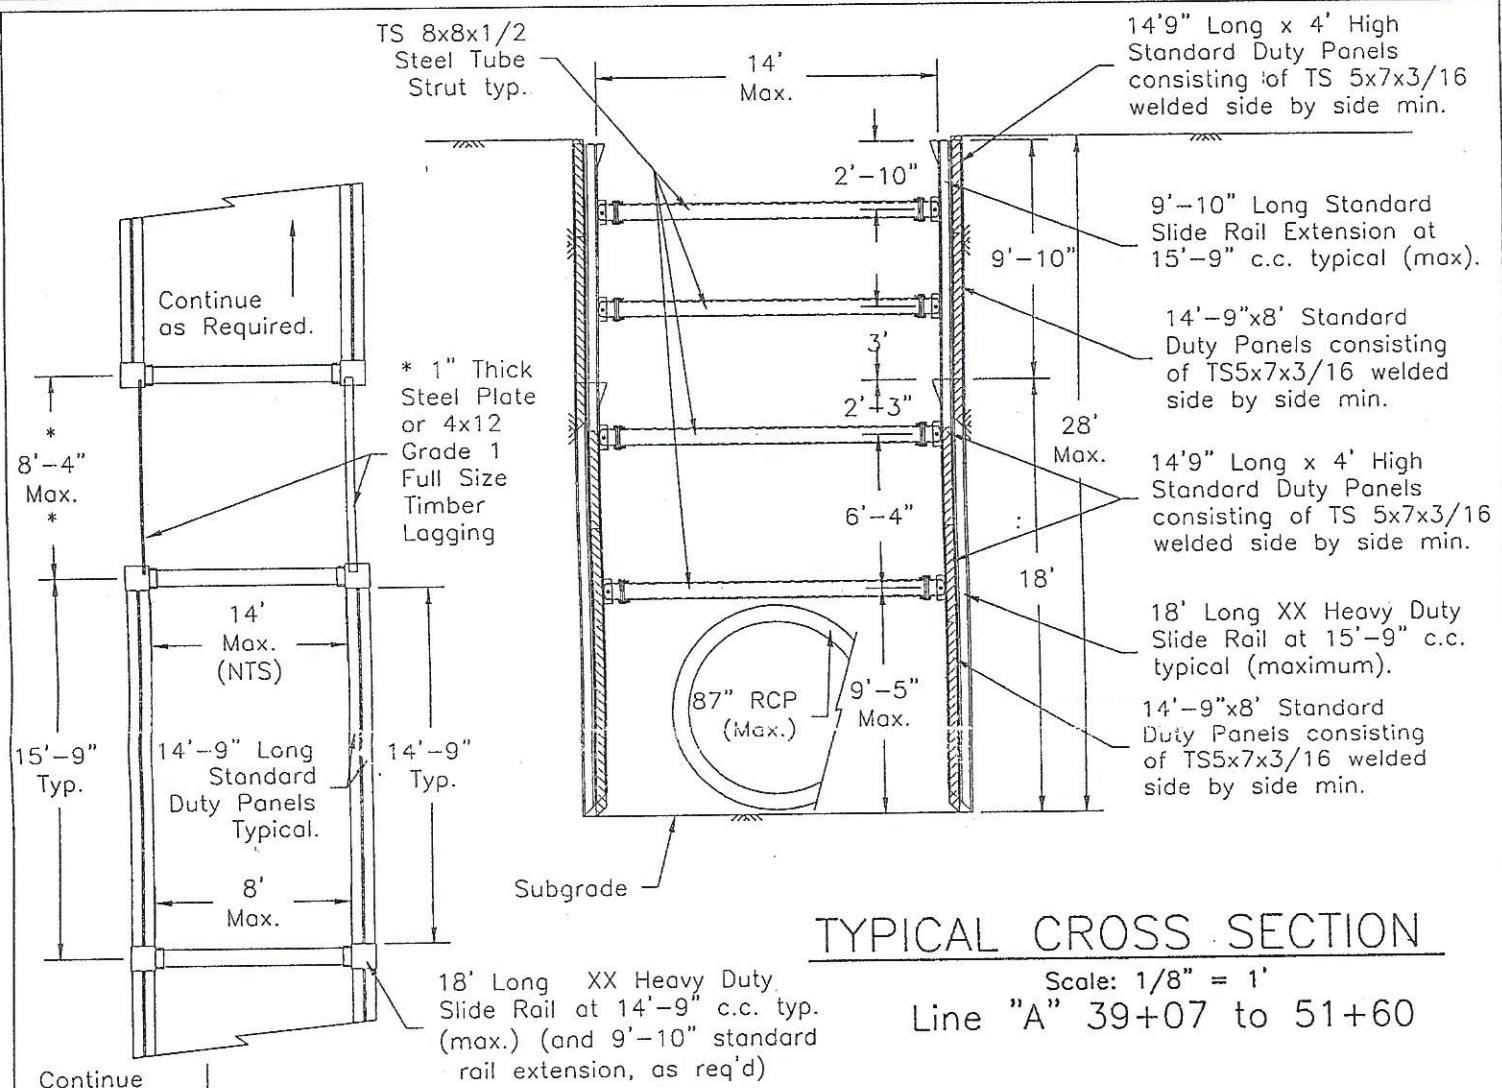 TS 8x8x1/2
Steel Tube
Strut typ.
14'
Max.
14'9" Long x 4' High
Standard Duty Panels
consisting of TS 5x7x3/16
welded side by side min.
2'-10"
9'-10"
9'-10" Long Standard
Slide Rail Extension at
15'-9" c.c. typical (max).
14'-9"x8' Standard
Duty Panels consisting
of TS5x7x3/16 welded
side by side min.
3'
2'-3"
28'
Max.
14'9" Long x 4' High
Standard Duty Panels
consisting of TS 5x7x3/16
welded side by side min.
6'-4"
18'
18' Long XX Heavy Duty
Slide Rail at 15'-9" c.c.
typical (maximum).
87" RCP
(Max.)
9'-5"
Max.
14'-9"x8' Standard
Duty Panels consisting
of TS5x7x3/16 welded
side by side min.
Subgrade
Continue
as Required.
* 1" Thick
Steel Plate
or 4x12
Grade 1
Full Size
Timber
Lagging
*
8'-4"
Max.
*
14'
Max.
(NTS)
15'-9"
Typ.
14'-9" Long
Standard
Duty Panels
Typical.
14'-9"
Typ.
8'
Max.
18' Long XX Heavy Duty
Slide Rail at 14'-9" c.c. typ.
(max.) (and 9'-10" standard
rail extension, as req'd)
Continue
TYPICAL CROSS SECTION
Scale: 1/8" = 1'
Line "A" 39+07 to 51+60